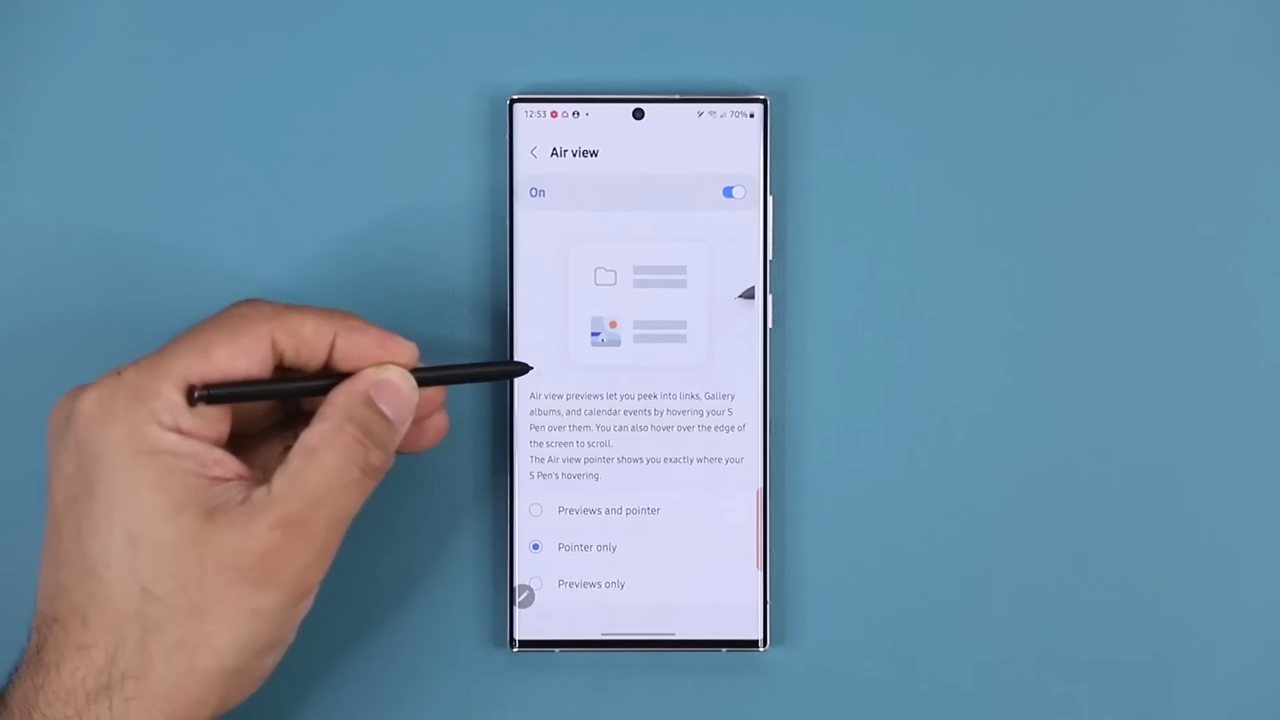 12:53 70%
Air view
On
Air view previews let you peek into links, Gallery
albums, and calendar events by hovering your S
Pen over them. You can also hover over the edge of
the screen to scroll.
The Air view pointer shows you exactly where your
S Pen's hovering.
Previews and pointer
Pointer only
Previews only